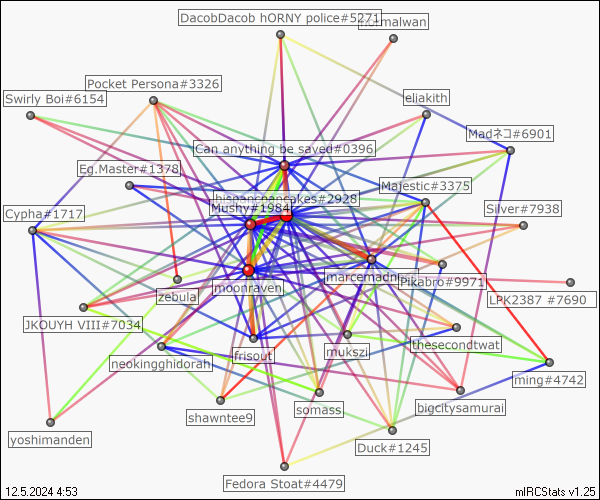 DacobDacob hORNY police#5271
normalwan
Pocket Persona#3326
Swirly Boi#6154
eliakith
Madネコ#6901
Can anything be saved#0396
Eg.Master#1378
Majestic#3375
hispanicpancakes#2928
Mushy#1984
Cypha#1717
Silver#7938
moonraven
Pikabro#9971
zebula
LPK2387 #7690
JKOUYH VIII#7034
thesecondtwat
frisout
mukszi
neokingghidorah
ming#4742
somass
bigcitysamurai
shawntee9
yoshimanden
Duck#1245
Fedora Stoat#4479
12.5.2024 4:53
mIRCStats v1.25